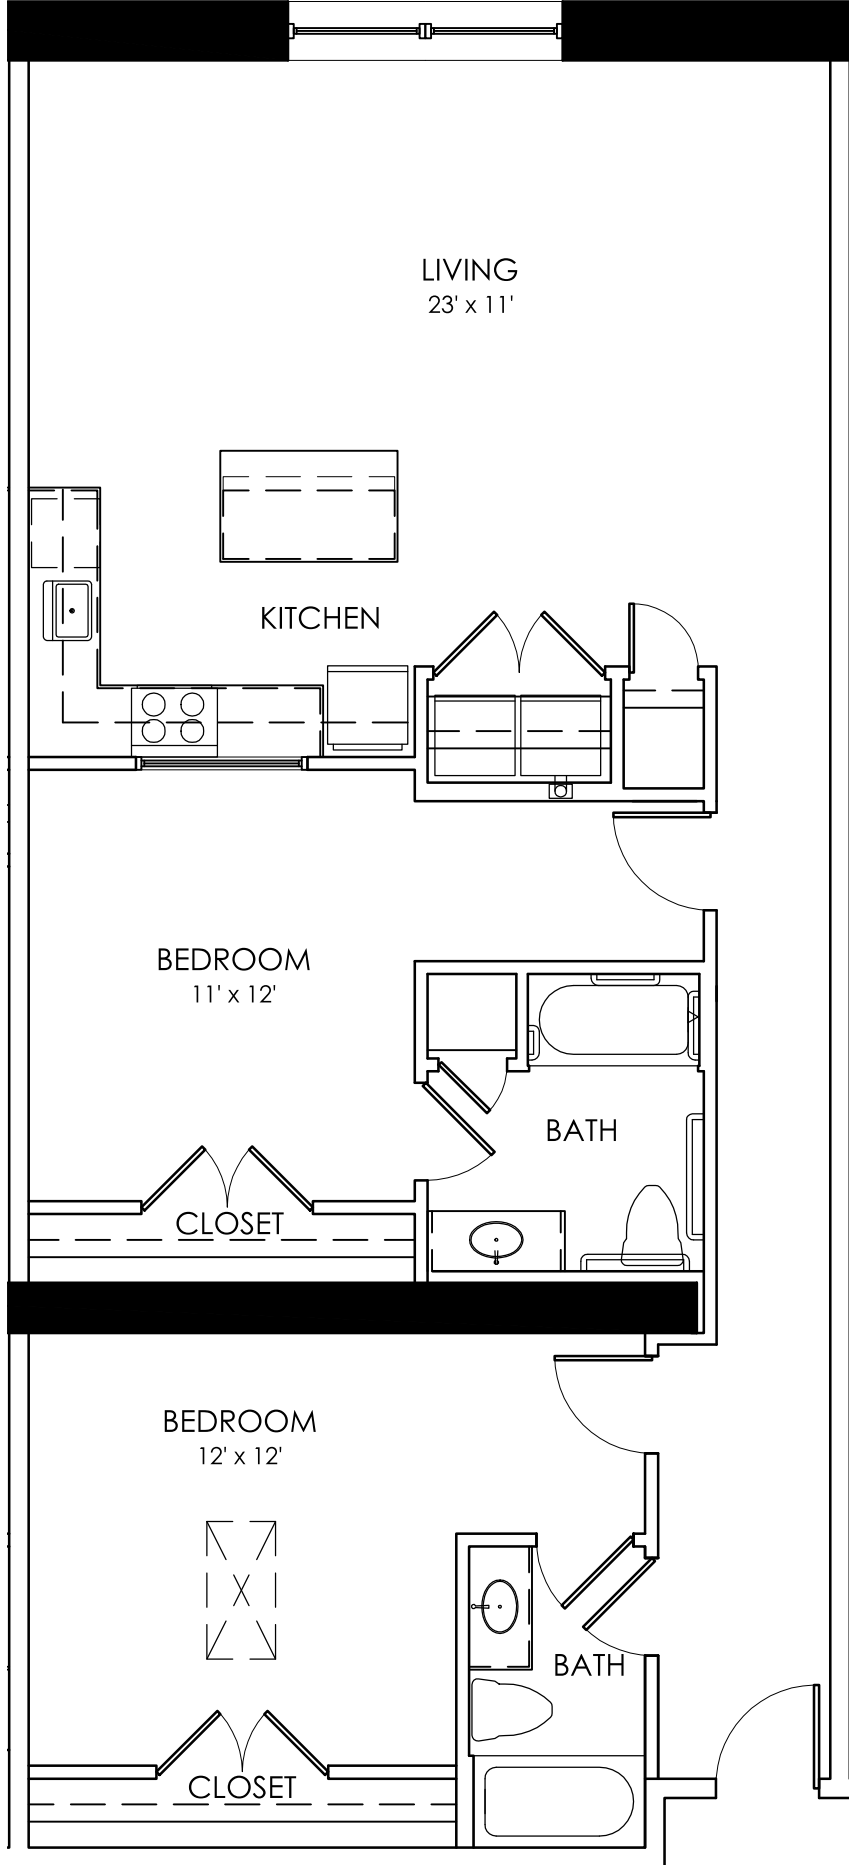 LIVING
23' x 11'
KITCHEN
BEDROOM
11' x 12'
BATH
CLOSET
BEDROOM
12' x 12'
BATH
CLOSET